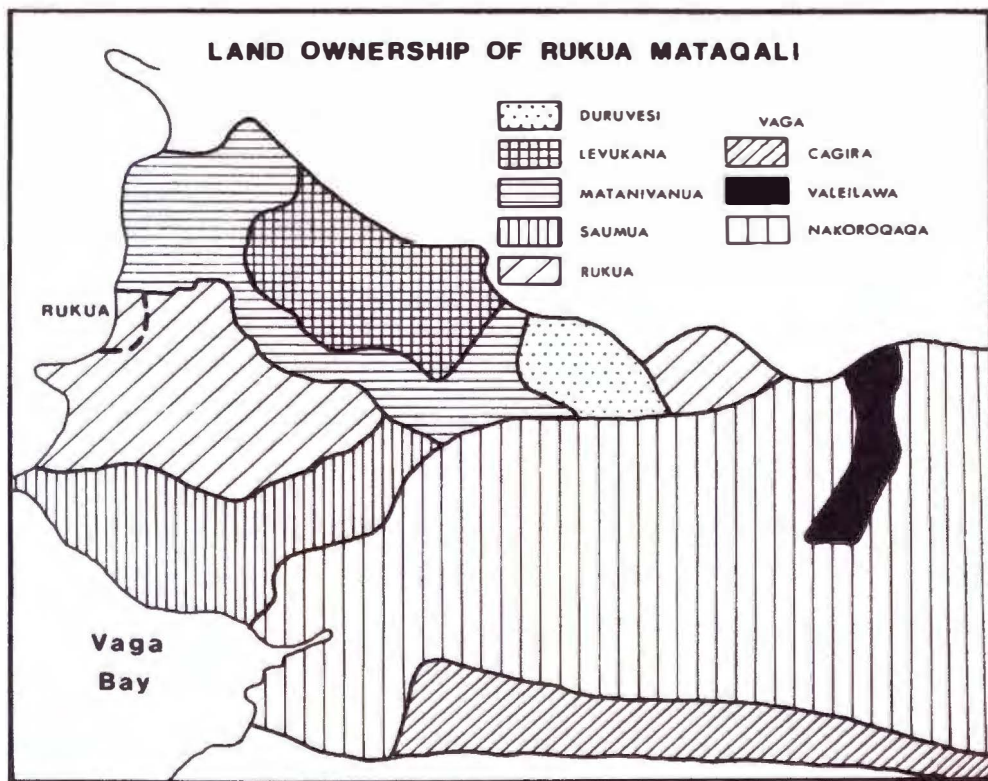 LAND OWNERSHIP OF RUKUA MATAQALI
DURUVESI
LEVUKANA
MATANIVANUA
SAUMUA
RUKUA
VAGA
CAGIRA
VALEILAWA
NAKOROQAQA
RUKUA
Vaga
Bay